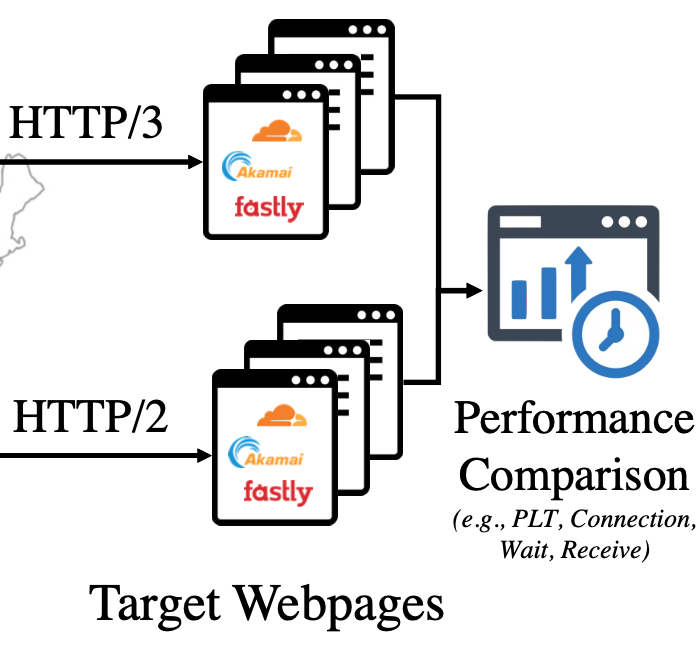 HTTP/3
Akamai
fastly
HTTP/2
Akamai
fastly
Performance
Comparison
(e.g., PLT, Connection,
Wait, Receive)
Target Webpages